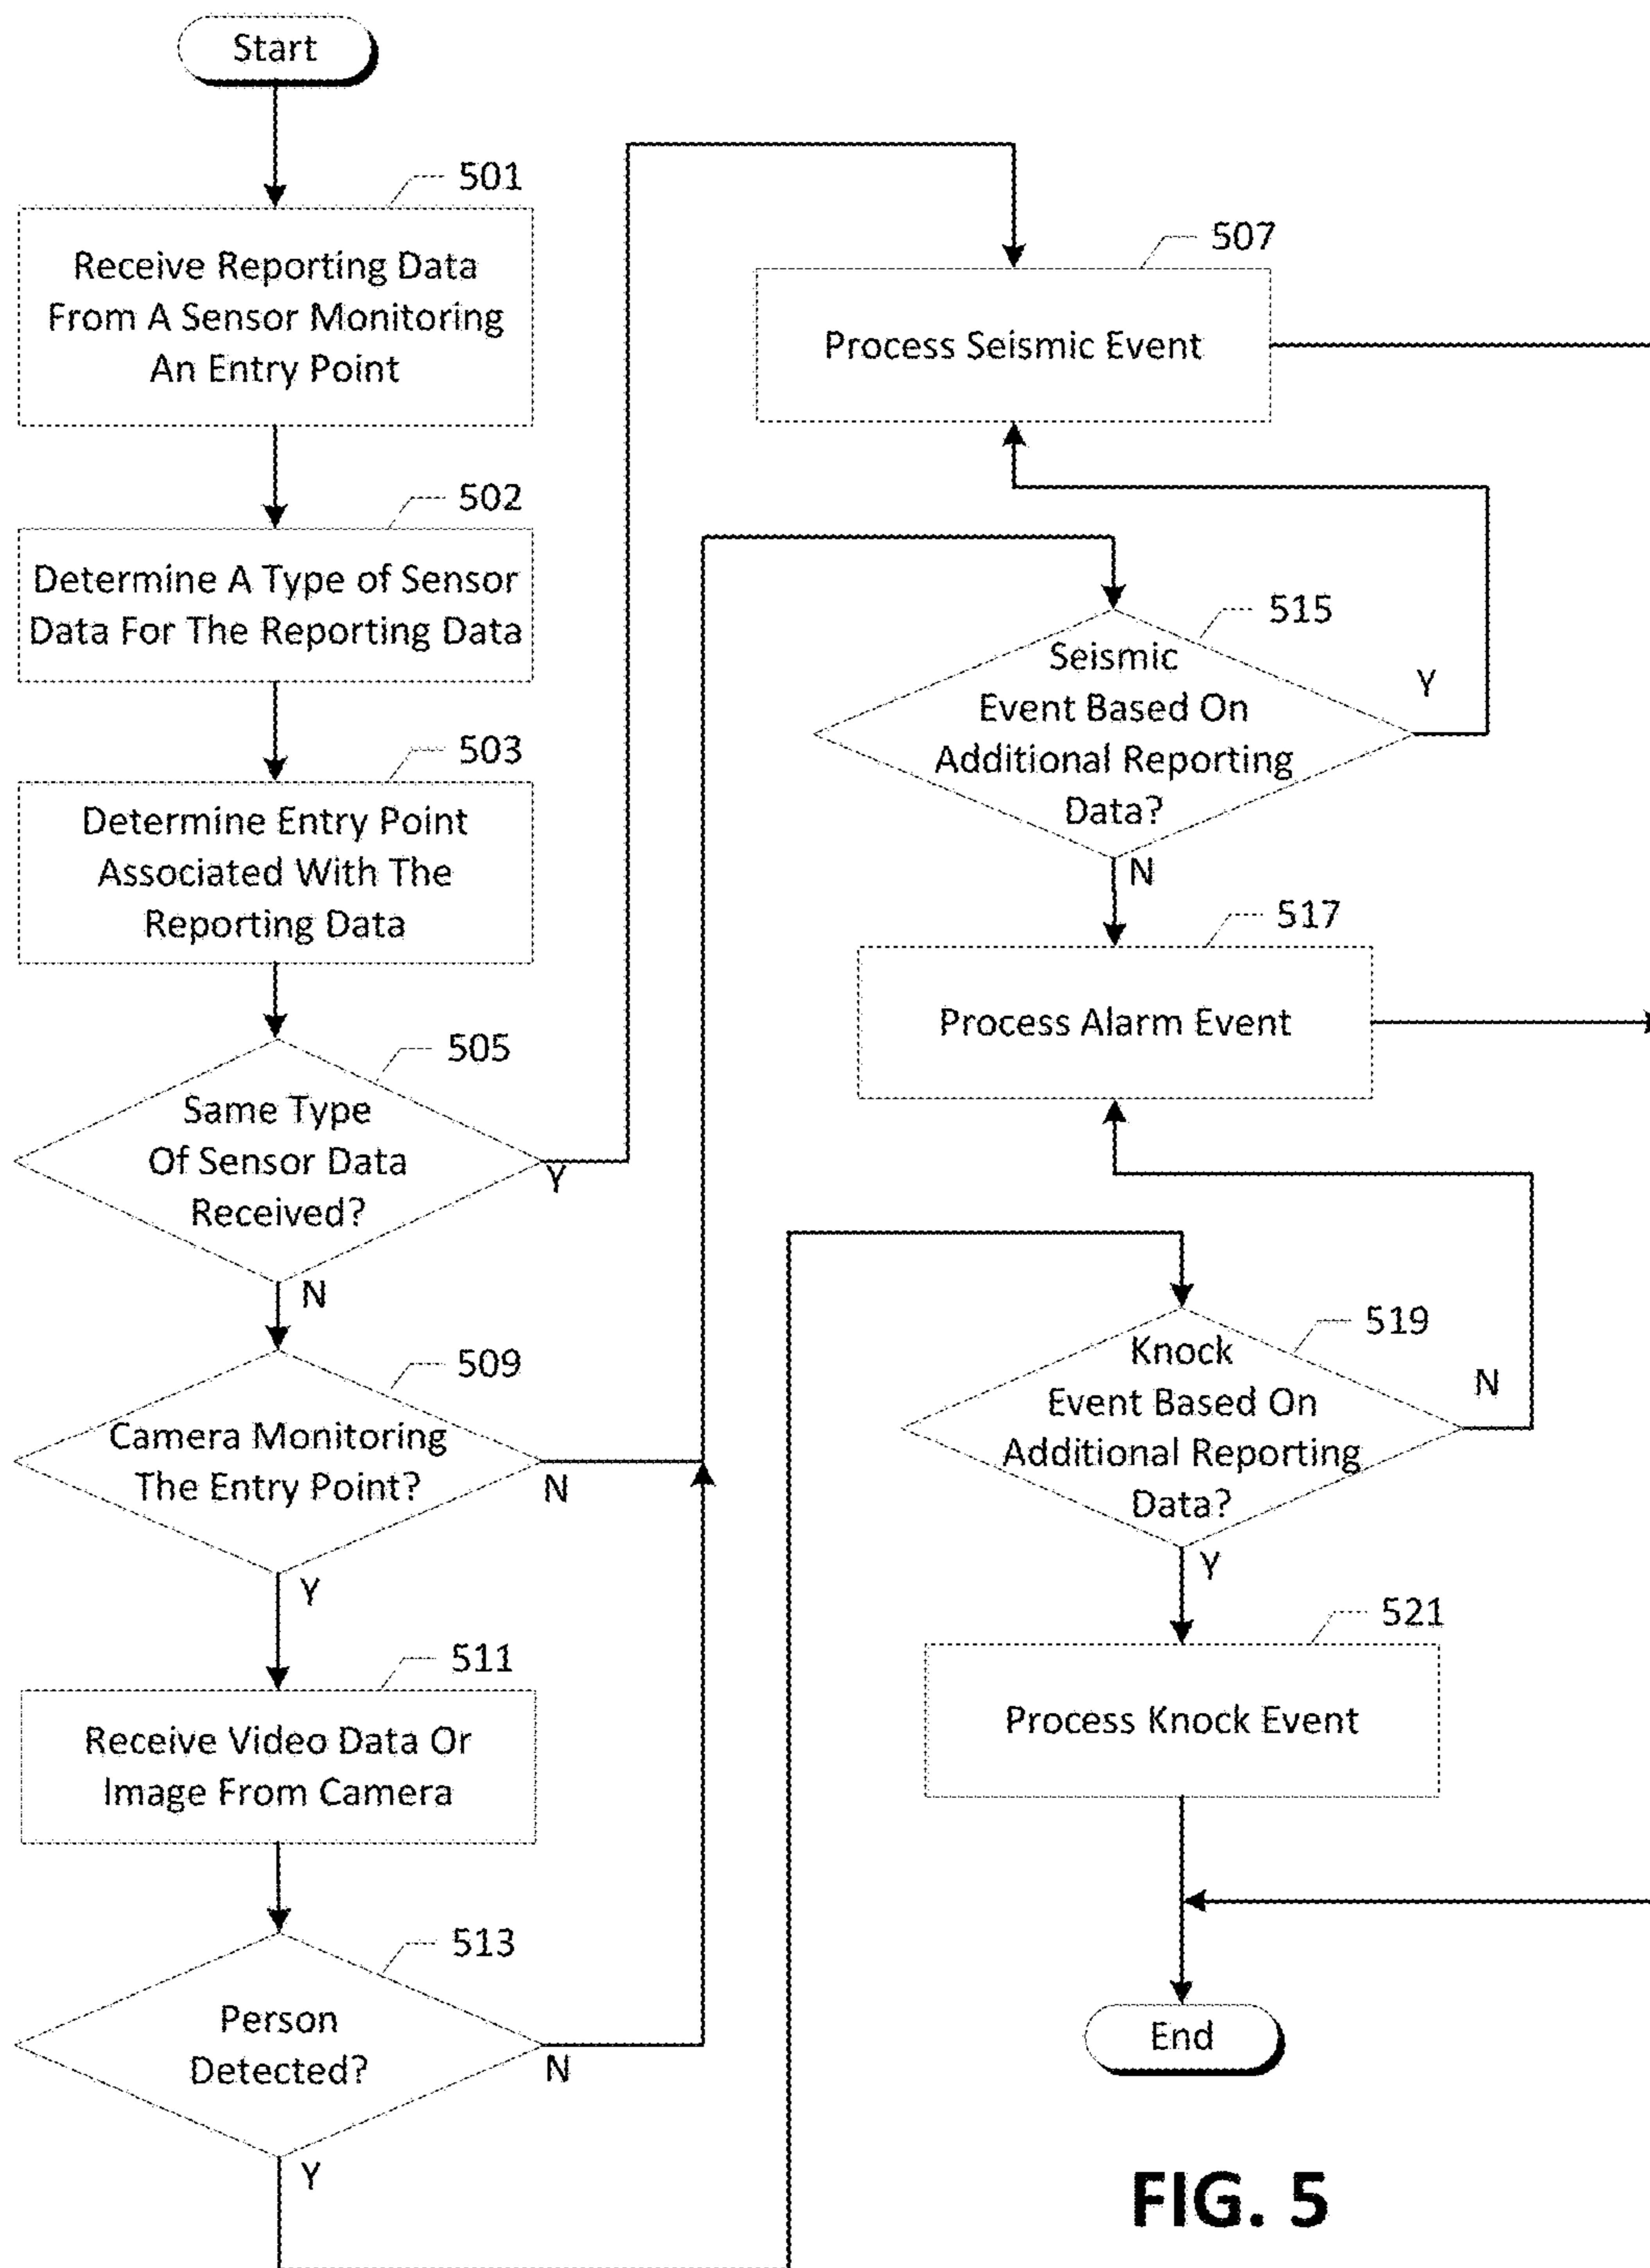 Start
501
Receive Reporting Data
From A Sensor Monitoring
An Entry Point
502
Determine A Type of Sensor
Data For The Reporting Data
503
Determine Entry Point
Associated With The
Reporting Data
505
Same Type
Of Sensor Data
Received?
Y
N
509
Camera Monitoring
The Entry Point?
N
Y
511
Receive Video Data Or
Image From Camera
513
Person
Detected?
N
Y
507
Process Seismic Event
515
Seismic
Event Based On
Additional Reporting
Data?
Y
N
517
Process Alarm Event
519
Knock
Event Based On
Additional Reporting
Data?
N
Y
521
Process Knock Event
End
FIG. 5